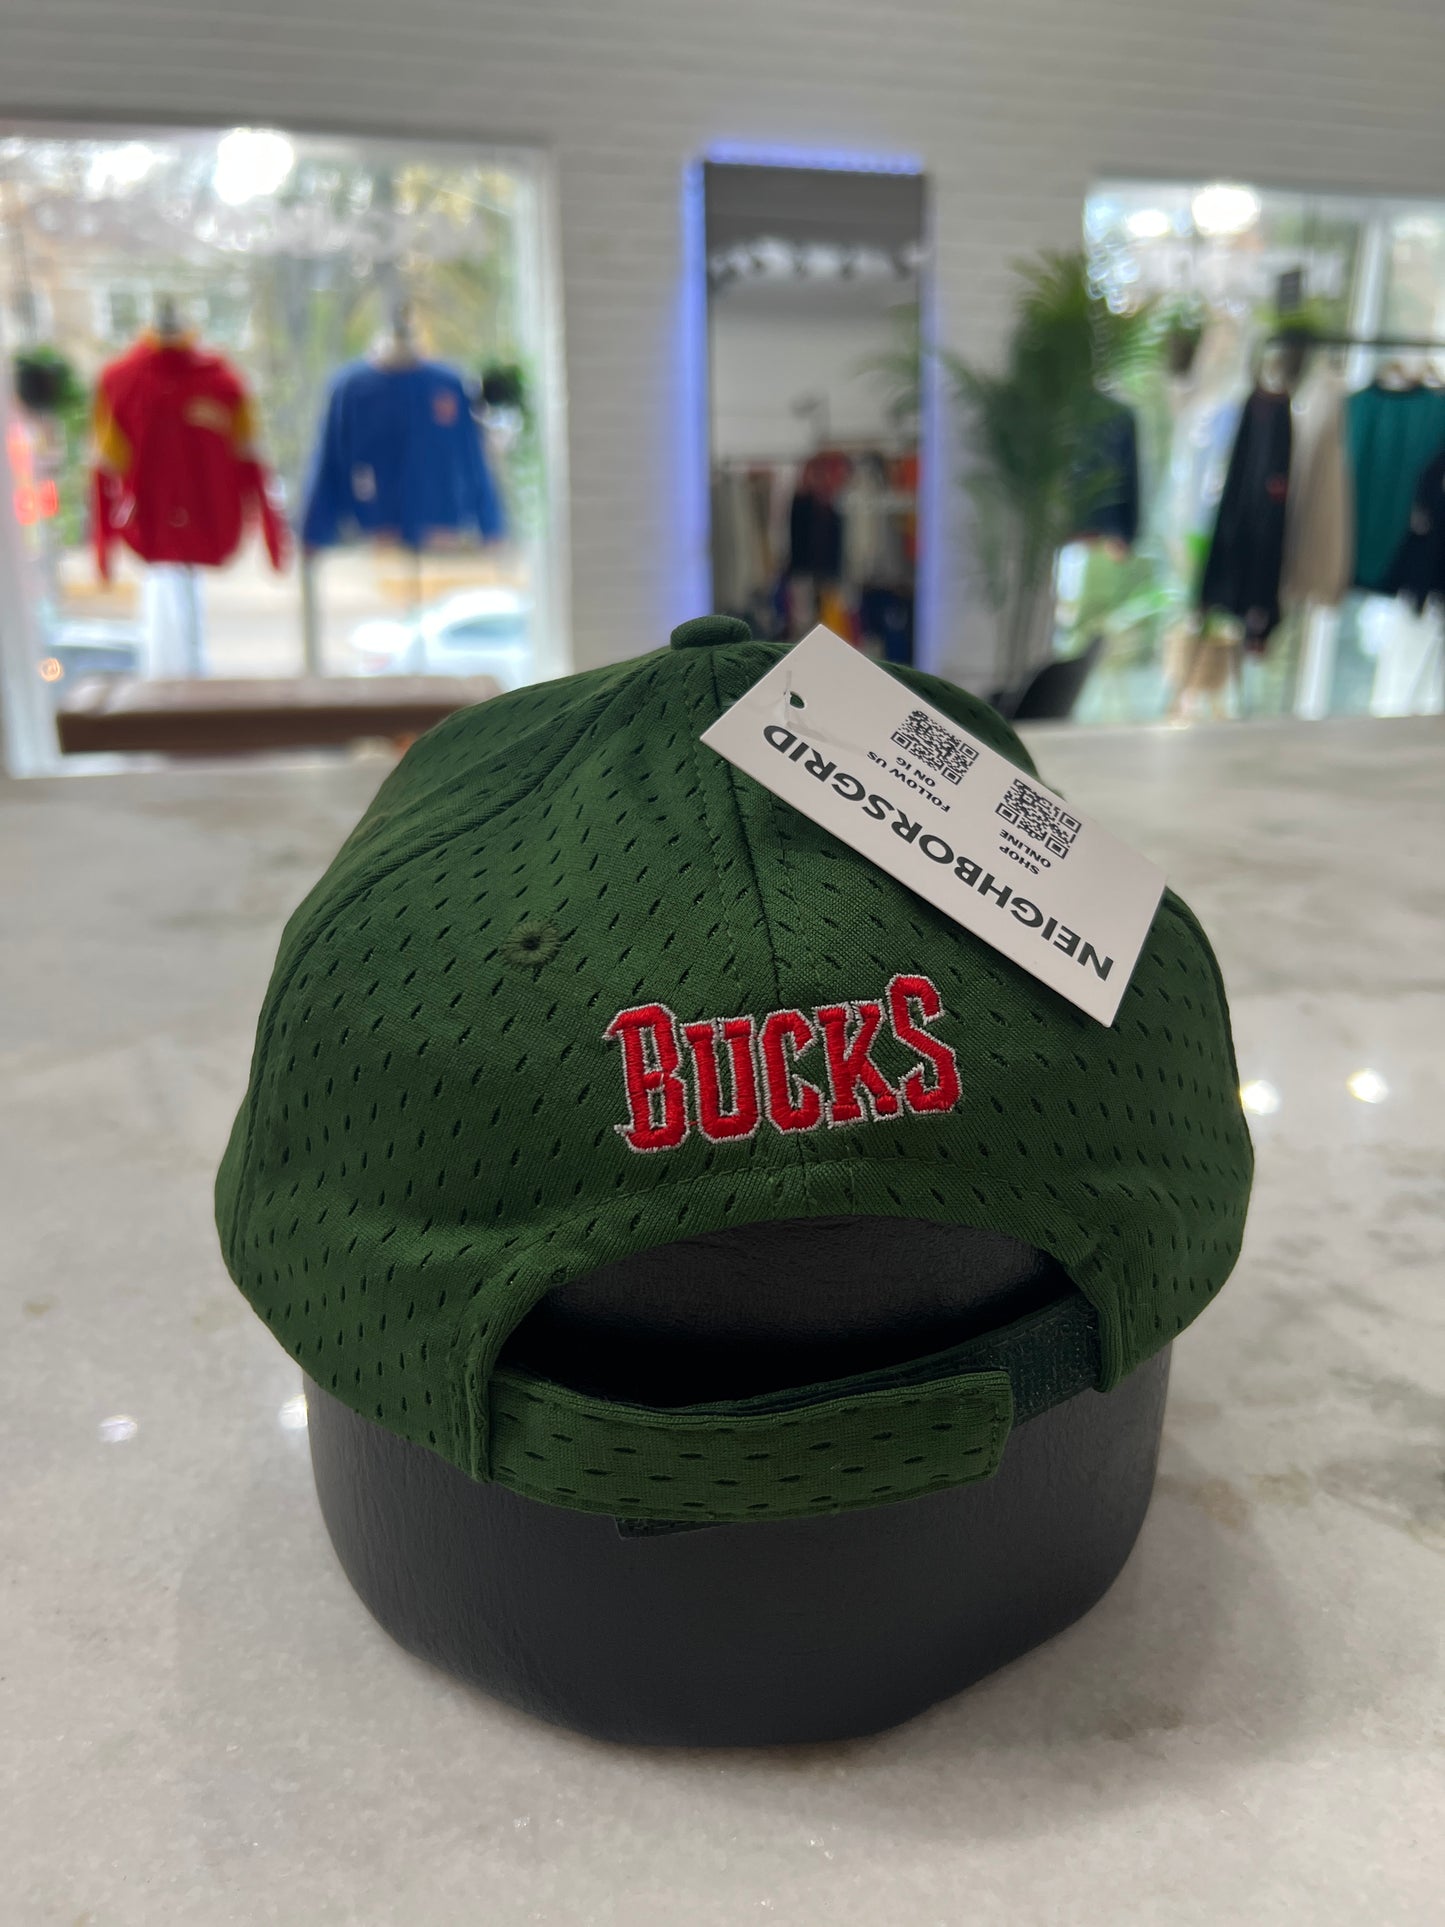 NEIGHBORSGRID
SHOP
ONLINE
FOLLOW US
ON IG
BUCKS